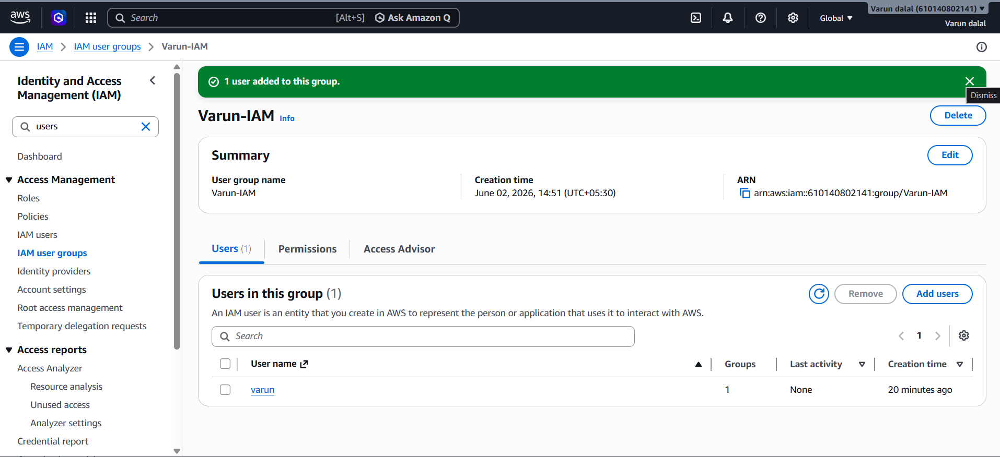 aws
Search [Alt+S] Ask Amazon Q
Global
Varun dalal (610140802141)
Varun dalal
IAM
IAM user groups
Varun-IAM
Identity and Access
Management (IAM)
users
Dashboard
Access Management
Roles
Policies
IAM users
IAM user groups
Identity providers
Account settings
Root access management
Temporary delegation requests
Access reports
Access Analyzer
Resource analysis
Unused access
Analyzer settings
Credential report
1 user added to this group.
Dismiss
Varun-IAM Info
Delete
Summary
Edit
User group name
Varun-IAM
Creation time
June 02, 2026, 14:51 (UTC+05:30)
ARN
arn:aws:iam::610140802141:group/Varun-IAM
Users (1)
Permissions
Access Advisor
Users in this group (1)
Remove
Add users
An IAM user is an entity that you create in AWS to represent the person or application that uses it to interact with AWS.
Search
1
User name Groups Last activity Creation time
varun 1 None 20 minutes ago